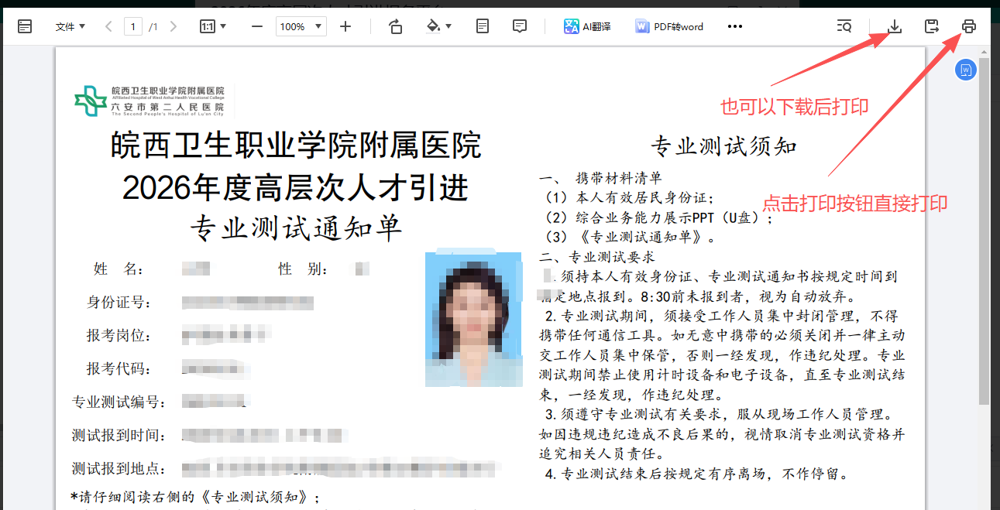 文件
1
/1
1:1
100%
AI翻译
PDF转word
也可以下载后打印
点击打印按钮直接打印
皖西卫生职业学院附属医院
Affiliated Hospital of West Anhui Health Vocational College
六安市第二人民医院
The Second People's Hospital of Lu'an City
皖西卫生职业学院附属医院
2026年度高层次人才引进
专业测试通知单
姓 名： 性 别：
身份证号：
报考岗位：
报考代码：
专业测试编号：
测试报到时间：
测试报到地点：
*请仔细阅读右侧的《专业测试须知》；
专业测试须知
一、 携带材料清单
（1）本人有效居民身份证；
（2）综合业务能力展示PPT（U盘）；
（3）《专业测试通知单》。
二、专业测试要求
.须持本人有效身份证、专业测试通知书按规定时间到
定地点报到。8:30前未报到者，视为自动放弃。
2.专业测试期间，须接受工作人员集中封闭管理，不得
携带任何通信工具。如无意中携带的必须关闭并一律主动
交工作人员集中保管，否则一经发现，作违纪处理。专业
测试期间禁止使用计时设备和电子设备，直至专业测试结
束，一经发现，作违纪处理。
3.须遵守专业测试有关要求，服从现场工作人员管理。
如因违规违纪造成不良后果的，视情取消专业测试资格并
追究相关人员责任。
4.专业测试结束后按规定有序离场，不作停留。